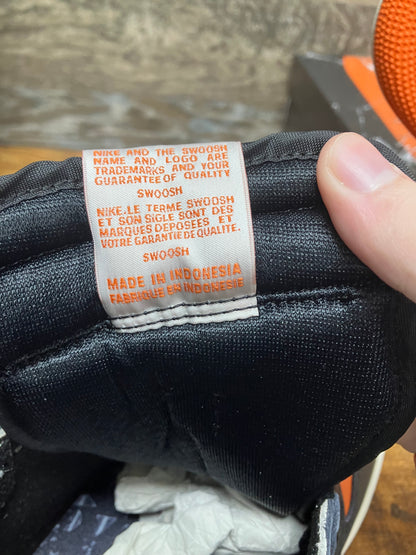 NIKE AND THE SWOOSH
NAME AND LOGO ARE
TRADEMARKS AND YOUR
GUARANTEE OF QUALITY
SWOOSH
NIKE.LE TERME SWOOSH
ET SON SIGLE SONT DES
MARQUES DEPOSEES ET
VOTRE GARANTIE DE QUALITE.
SWOOSH
MADE IN INDONESIA
FABRIQUE EN INDONESIE